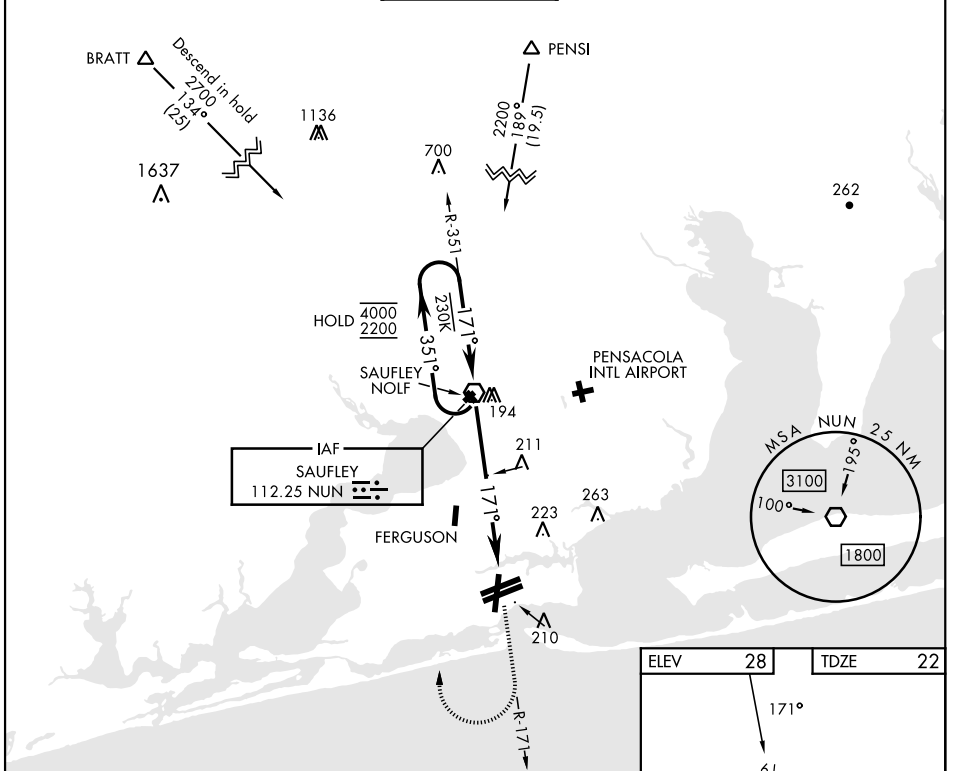 BRATT
Descend in hold
2700
134°
(25)
PENSI
2200
189°
(19.5)
1136
1637
700
262
R-351
HOLD 4000
2200
230K
171°
351°
SAUFLEY
NOLF
PENSACOLA
INTL AIRPORT
194
IAF
SAUFLEY
112.25 NUN
211
171°
FERGUSON
223
263
MSA NUN 25 NM
195°
3100
100°
1800
210
R-171
ELEV 28
TDZE 22
171°